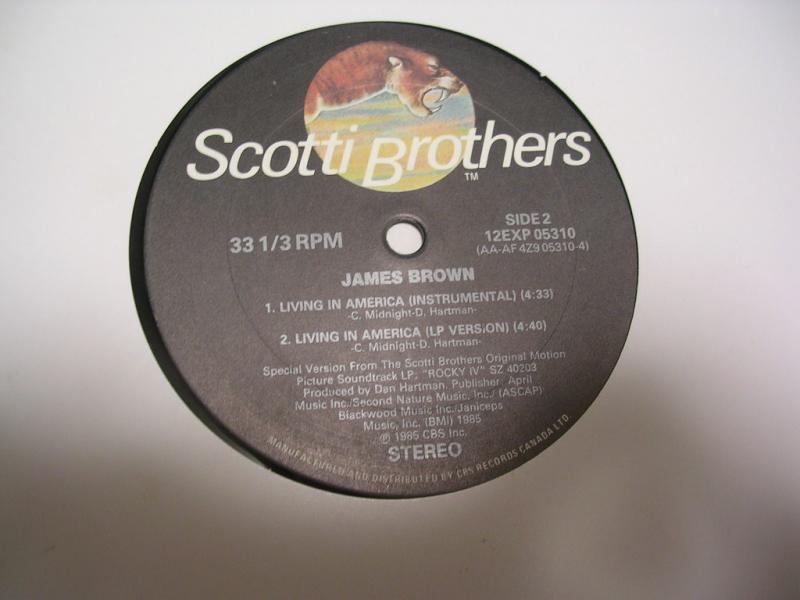 Scotti Brothers
TM
33 1/3 RPM
SIDE 2
12EXP 05310
(AA-AF 4Z9 05310-4)
JAMES BROWN
1. LIVING IN AMERICA (INSTRUMENTAL) (4:33)
-C. Midnight-D. Hartman-
2. LIVING IN AMERICA (LP VERSION) (4:40)
-C. Midnight-D. Hartman-
Special Version From The Scotti Brothers Original Motion
Picture Soundtrack LP: "ROCKY IV" SZ 40203
Produced by Dan Hartman. Publisher: April
Music Inc./Second Nature Music, Inc./ (ASCAP)
Blackwood Music Inc./Janiceps
Music, Inc. (BMI) 1985
℗ 1985 CBS Inc.
STEREO
MANUFACTURED AND DISTRIBUTED BY CBS RECORDS CANADA LTD.